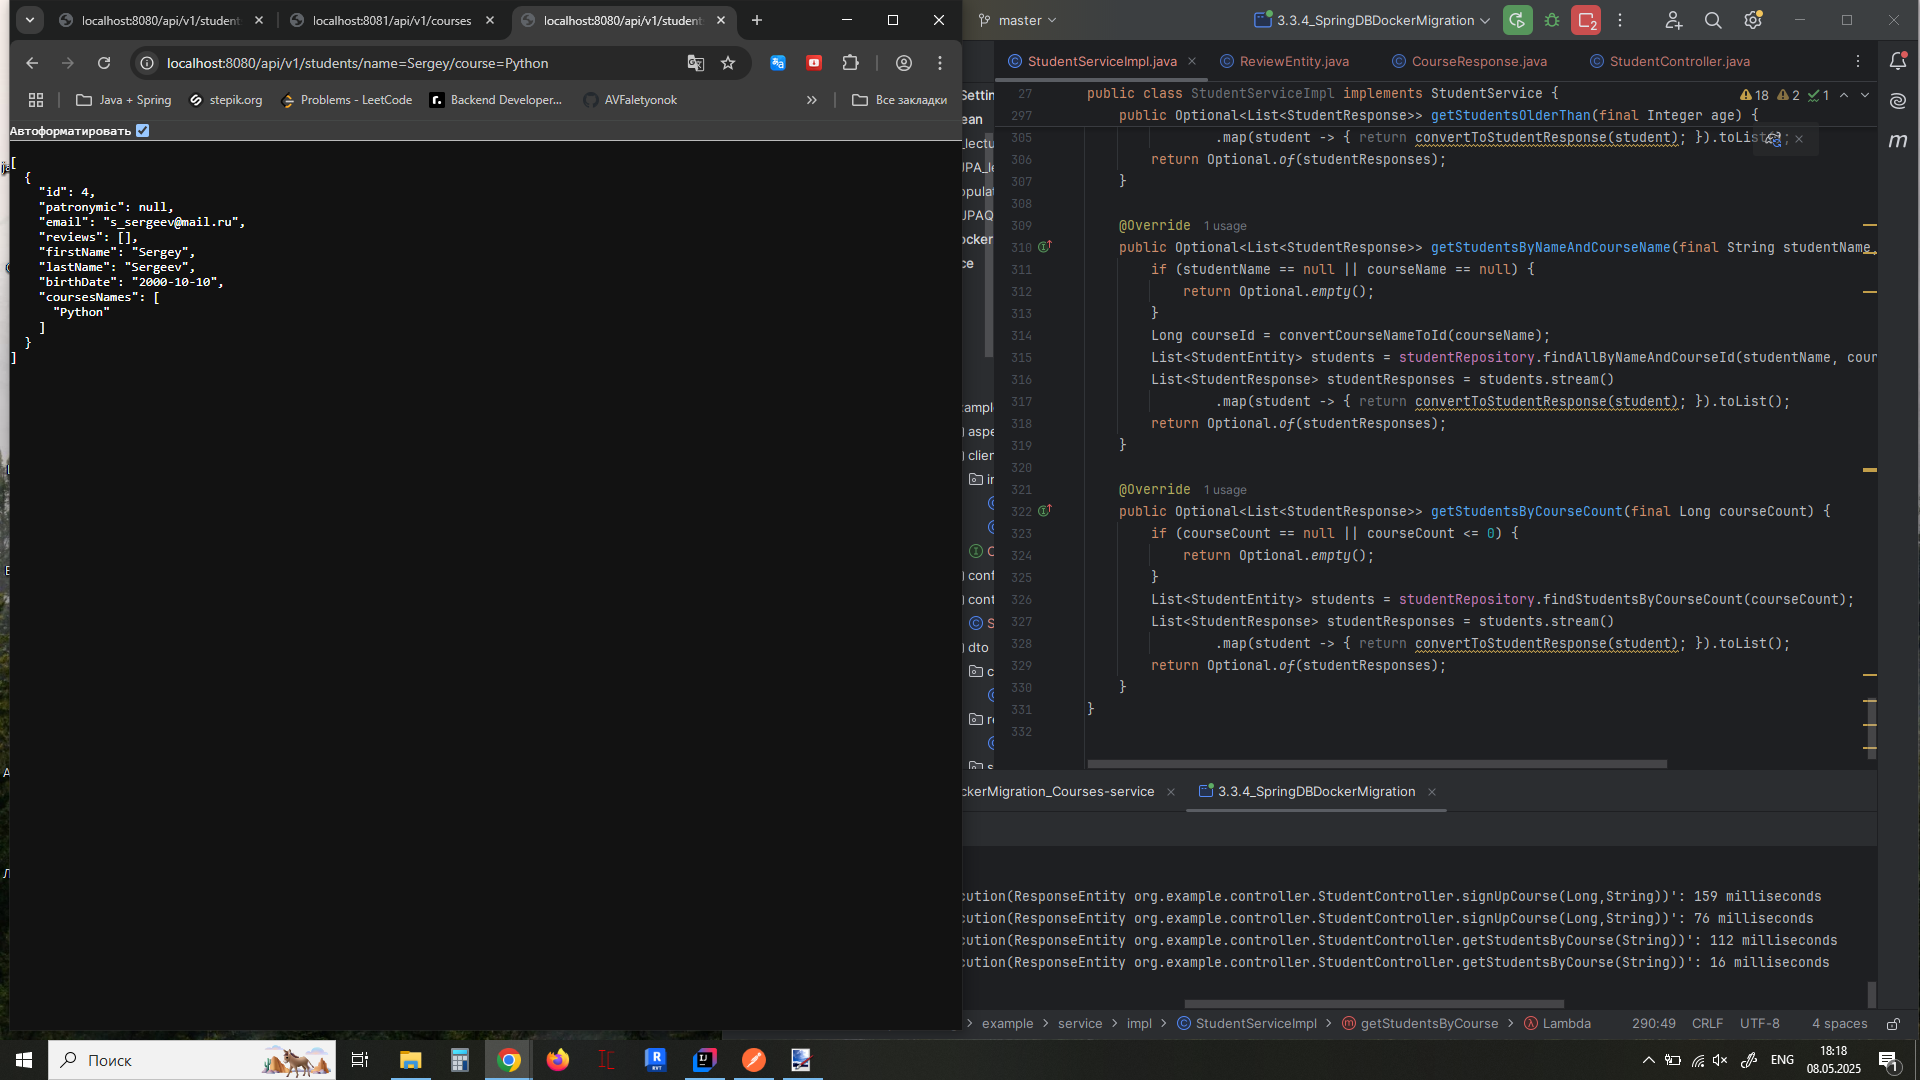 localhost:8080/api/v1/student
localhost:8081/api/v1/courses
localhost:8080/api/v1/student
localhost:8080/api/v1/students/name=Sergey/course=Python
Java + Spring
stepik.org
Problems - LeetCode
Backend Developer...
AVFaletyonok
Все закладки
Автоформатировать
[
{
"id": 4,
"patronymic": null,
"email": "s_sergeev@mail.ru",
"reviews": [],
"firstName": "Sergey",
"lastName": "Sergeev",
"birthDate": "2000-10-10",
"coursesNames": [
"Python"
]
}
]
master
3.3.4_SpringDBDockerMigration
2
StudentServiceImpl.java
ReviewEntity.java
CourseResponse.java
StudentController.java
18 2 1
27 public class StudentServiceImpl implements StudentService {
297 public Optional<List<StudentResponse>> getStudentsOlderThan(final Integer age) {
305 .map(student -> { return convertToStudentResponse(student); }).toList
306 return Optional.of(studentResponses);
307 }
308
309 @Override 1 usage
310 public Optional<List<StudentResponse>> getStudentsByNameAndCourseName(final String studentName,
311 if (studentName == null || courseName == null) {
312 return Optional.empty();
313 }
314 Long courseId = convertCourseNameToId(courseName);
315 List<StudentEntity> students = studentRepository.findAllByNameAndCourseId(studentName, cour
316 List<StudentResponse> studentResponses = students.stream()
317 .map(student -> { return convertToStudentResponse(student); }).toList();
318 return Optional.of(studentResponses);
319 }
320
321 @Override 1 usage
322 public Optional<List<StudentResponse>> getStudentsByCourseCount(final Long courseCount) {
323 if (courseCount == null || courseCount <= 0) {
324 return Optional.empty();
325 }
326 List<StudentEntity> students = studentRepository.findStudentsByCourseCount(courseCount);
327 List<StudentResponse> studentResponses = students.stream()
328 .map(student -> { return convertToStudentResponse(student); }).toList();
329 return Optional.of(studentResponses);
330 }
331 }
332
ean
_lectu
JPA_le
opulat
JPAQ
ocker
ce
ampl
aspe
clien
in
conf
cont
S
dto
c
re
s
ckerMigration_Courses-service
3.3.4_SpringDBDockerMigration
cution(ResponseEntity org.example.controller.StudentController.signUpCourse(Long,String))': 159 milliseconds
cution(ResponseEntity org.example.controller.StudentController.signUpCourse(Long,String))': 76 milliseconds
cution(ResponseEntity org.example.controller.StudentController.getStudentsByCourse(String))': 112 milliseconds
cution(ResponseEntity org.example.controller.StudentController.getStudentsByCourse(String))': 16 milliseconds
example > service > impl > StudentServiceImpl > getStudentsByCourse > Lambda
290:49 CRLF UTF-8 4 spaces
Поиск
ENG
18:18
08.05.2025
1